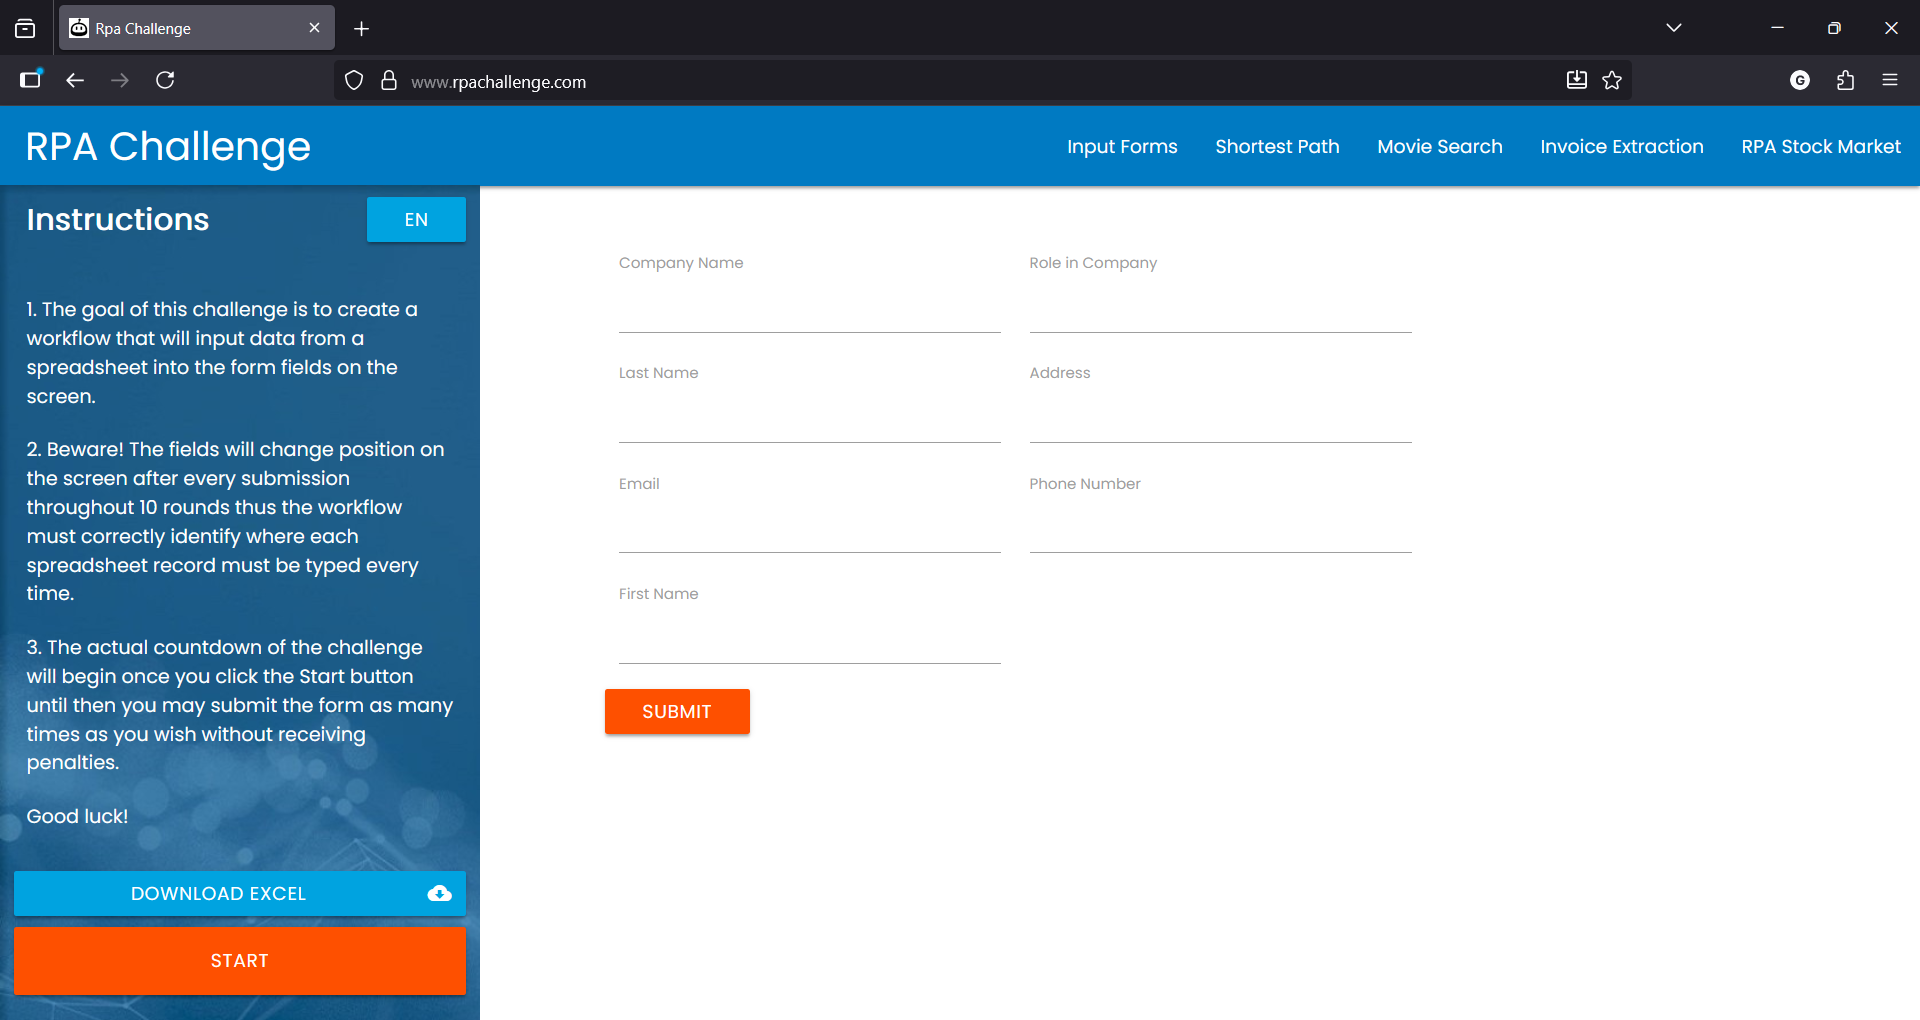 Rpa Challenge
www.rpachallenge.com
G
RPA Challenge
Input Forms
Shortest Path
Movie Search
Invoice Extraction
RPA Stock Market
Instructions
EN
1. The goal of this challenge is to create a
workflow that will input data from a
spreadsheet into the form fields on the
screen.
2. Beware! The fields will change position on
the screen after every submission
throughout 10 rounds thus the workflow
must correctly identify where each
spreadsheet record must be typed every
time.
3. The actual countdown of the challenge
will begin once you click the Start button
until then you may submit the form as many
times as you wish without receiving
penalties.
Good luck!
DOWNLOAD EXCEL
START
Company Name
Role in Company
Last Name
Address
Email
Phone Number
First Name
SUBMIT